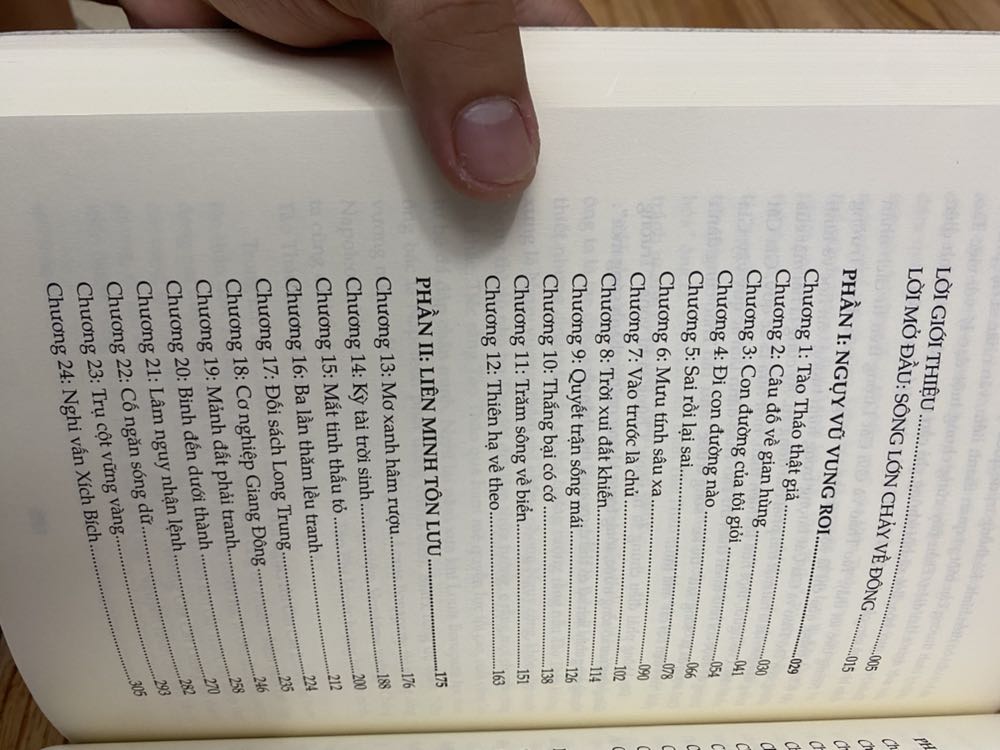 LỜI GIỚI THIỆU ..... 005
LỜI MỞ ĐẦU: SÔNG LỚN CHẢY VỀ ĐÔNG ..... 015
PHẦN I: NGỤY VŨ VUNG ROI ..... 029
Chương 1: Tào Tháo thật giả ..... 030
Chương 2: Câu đố về gian hùng ..... 041
Chương 3: Con đường của tôi giỏi ..... 054
Chương 4: Đi con đường nào ..... 066
Chương 5: Sai rồi lại sai ..... 078
Chương 6: Mưu tính sâu xa ..... 090
Chương 7: Vào trước là chủ ..... 102
Chương 8: Trời xui đất khiến ..... 114
Chương 9: Quyết trận sống mái ..... 126
Chương 10: Thắng bại có cớ ..... 138
Chương 11: Trăm sông về biển ..... 151
Chương 12: Thiên hạ về theo ..... 163
PHẦN II: LIÊN MINH TÔN LƯU ..... 175
Chương 13: Mơ xanh hâm rượu ..... 176
Chương 14: Kỳ tài trời sinh ..... 188
Chương 15: Mắt tinh thấu tỏ ..... 200
Chương 16: Ba lần thăm lều tranh ..... 212
Chương 17: Đối sách Long Trung ..... 224
Chương 18: Cơ nghiệp Giang Đông ..... 235
Chương 19: Mảnh đất phải tranh ..... 246
Chương 20: Binh đến dưới thành ..... 258
Chương 21: Lâm nguy nhận lệnh ..... 270
Chương 22: Cố ngăn sóng dữ ..... 282
Chương 23: Trụ cột vững vàng ..... 293
Chương 24: Nghi vấn Xích Bích ..... 305